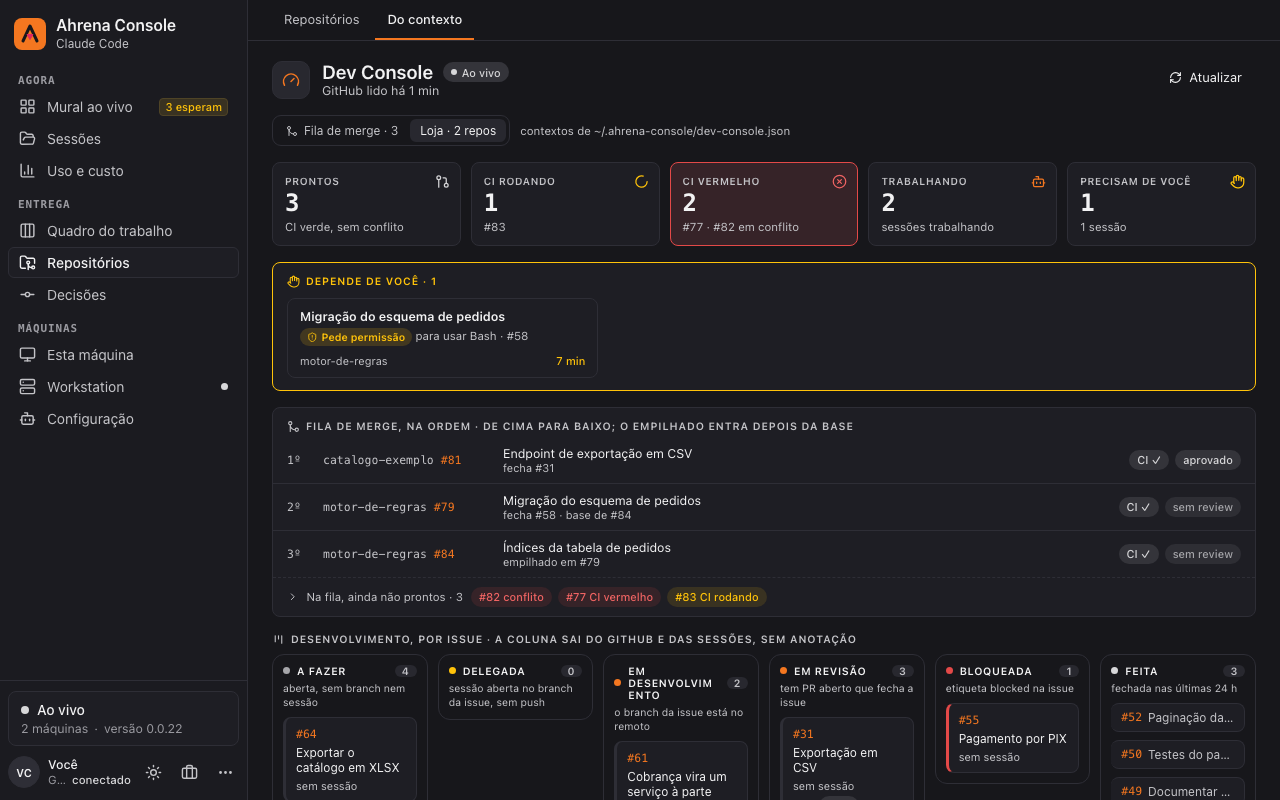 Ahrena Console
Claude Code
AGORA
Mural ao vivo
3 esperam
Sessões
Uso e custo
ENTREGA
Quadro do trabalho
Repositórios
Decisões
MÁQUINAS
Esta máquina
Workstation
Configuração
Ao vivo
2 máquinas · versão 0.0.22
VC
Você
G... conectado
Repositórios
Do contexto
Dev Console
Ao vivo
GitHub lido há 1 min
Atualizar
Fila de merge · 3
Loja · 2 repos
contextos de ~/.ahrena-console/dev-console.json
PRONTOS
3
CI verde, sem conflito
CI RODANDO
1
#83
CI VERMELHO
2
#77 · #82 em conflito
TRABALHANDO
2
sessões trabalhando
PRECISAM DE VOCÊ
1
1 sessão
DEPENDE DE VOCÊ · 1
Migração do esquema de pedidos
Pede permissão para usar Bash · #58
motor-de-regras 7 min
FILA DE MERGE, NA ORDEM · DE CIMA PARA BAIXO; O EMPILHADO ENTRA DEPOIS DA BASE
1º catalogo-exemplo #81 Endpoint de exportação em CSV
fecha #31
CI ✓ aprovado
2º motor-de-regras #79 Migração do esquema de pedidos
fecha #58 · base de #84
CI ✓ sem review
3º motor-de-regras #84 Índices da tabela de pedidos
empilhado em #79
CI ✓ sem review
Na fila, ainda não prontos · 3 #82 conflito #77 CI vermelho #83 CI rodando
DESENVOLVIMENTO, POR ISSUE · A COLUNA SAI DO GITHUB E DAS SESSÕES, SEM ANOTAÇÃO
A FAZER 4
aberta, sem branch nem
sessão
#64
Exportar o
catálogo em XLSX
sem sessão
DELEGADA 0
sessão aberta no branch
da issue, sem push
EM
DESENVOLVIM
ENTO
2
o branch da issue está no
remoto
#61
Cobrança vira um
serviço à parte
EM REVISÃO 3
tem PR aberto que fecha a
issue
#31
Exportação em
CSV
sem sessão
BLOQUEADA 1
etiqueta blocked na issue
#55
Pagamento por PIX
sem sessão
FEITA 3
fechada nas últimas 24 h
#52 Paginação da...
#50 Testes do pa...
#49 Documentar ...